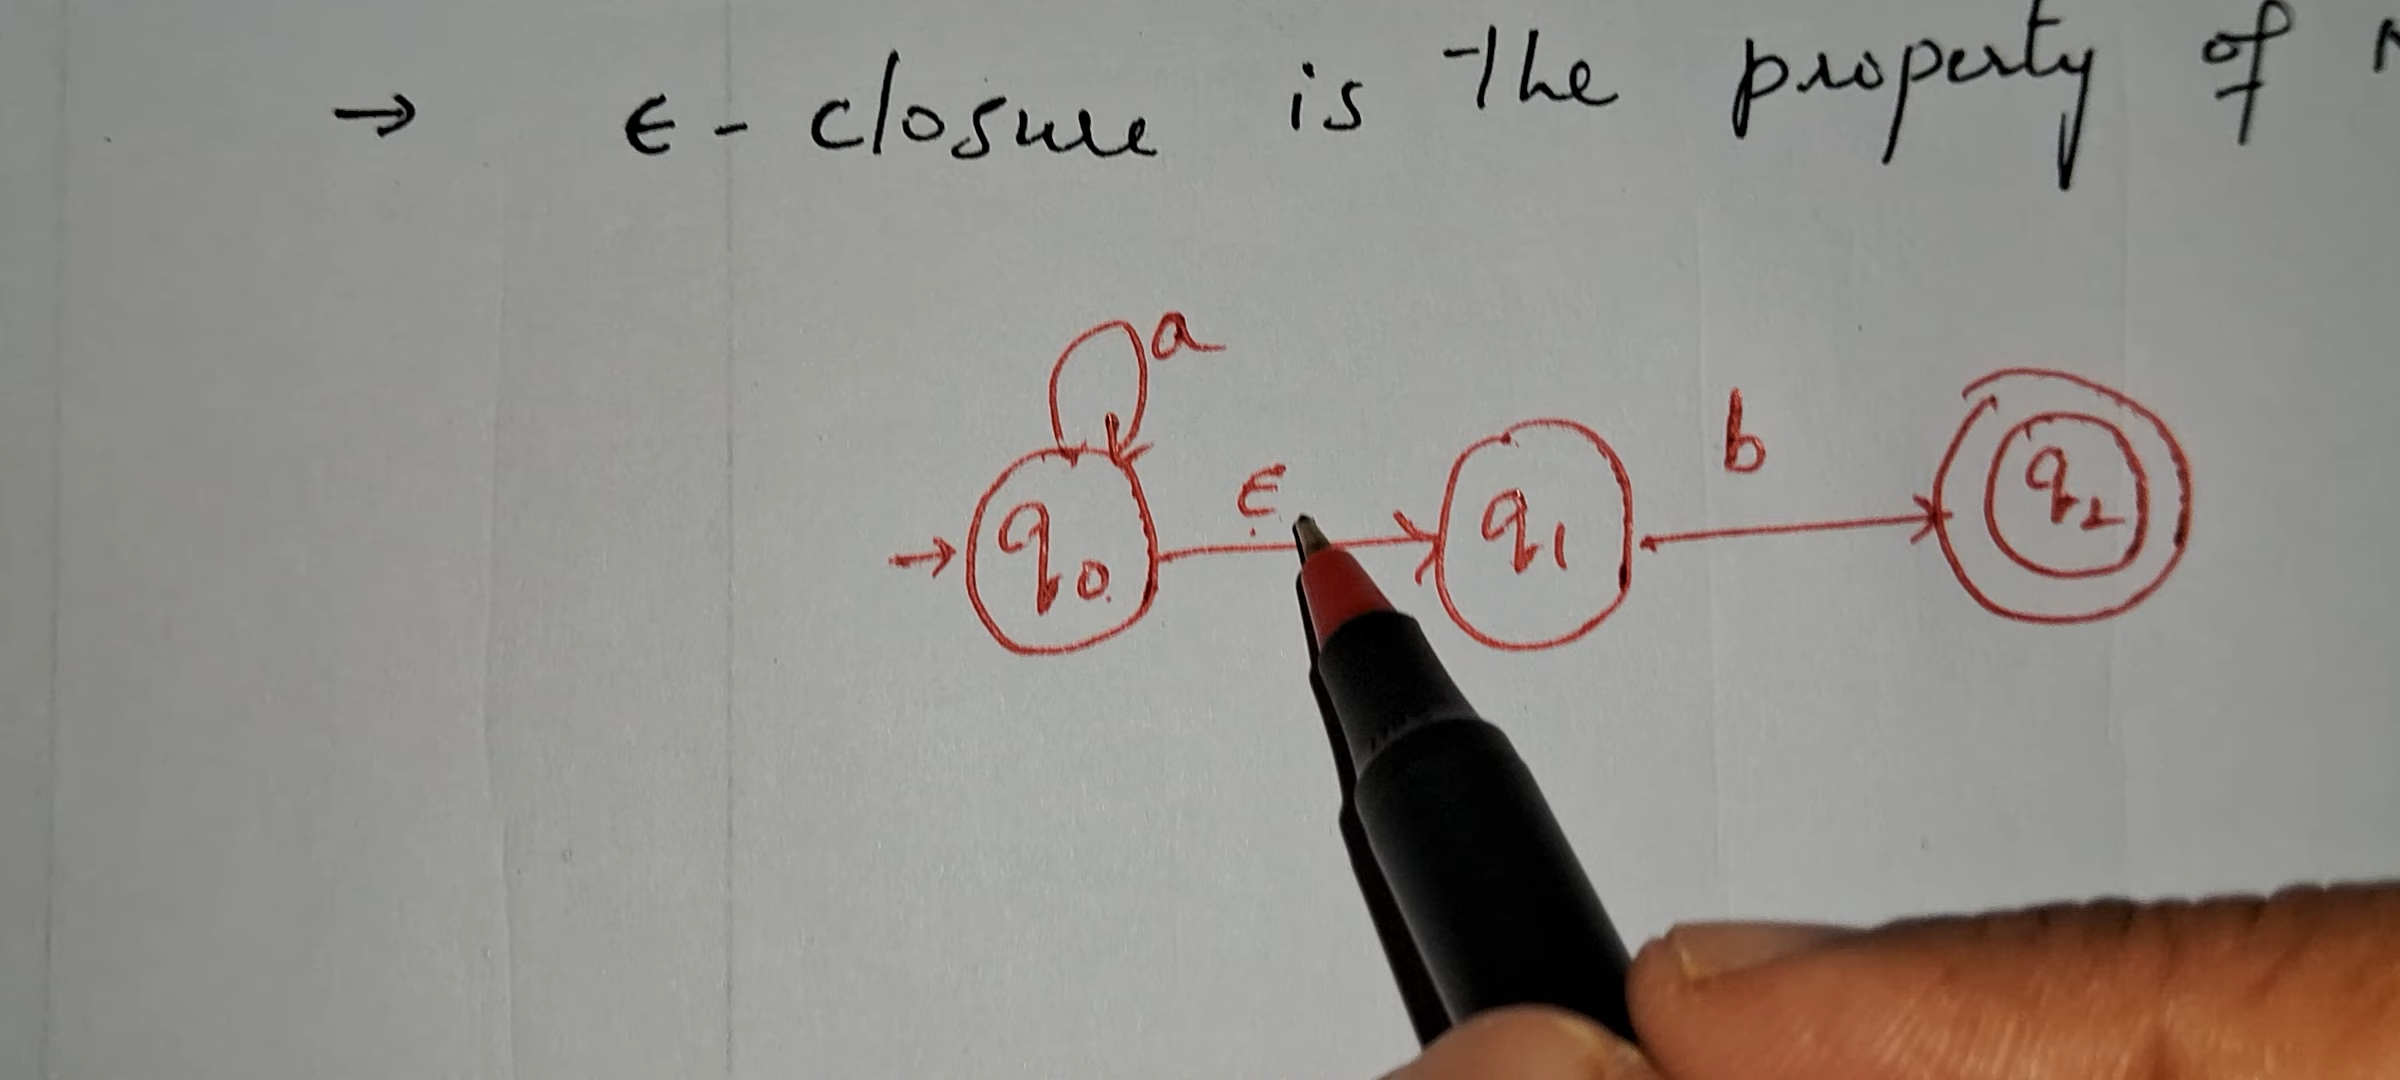 → ϵ - closure is the property of
a
ϵ
b
→ q0 q1 q2